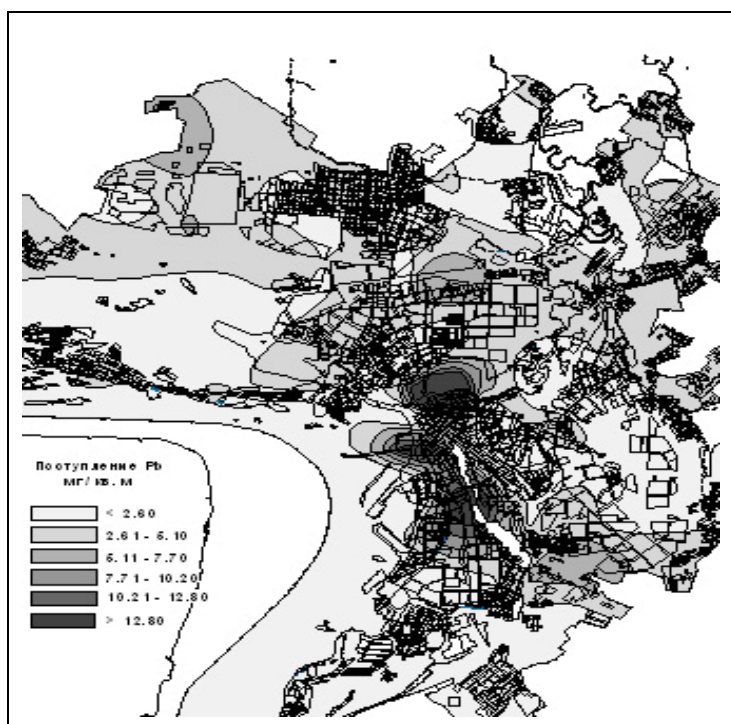 Поступление Pb
мг/кв.м
< 2.60
2.61 - 5.10
5.11 - 7.70
7.71 - 10.20
10.21 - 12.80
> 12.80